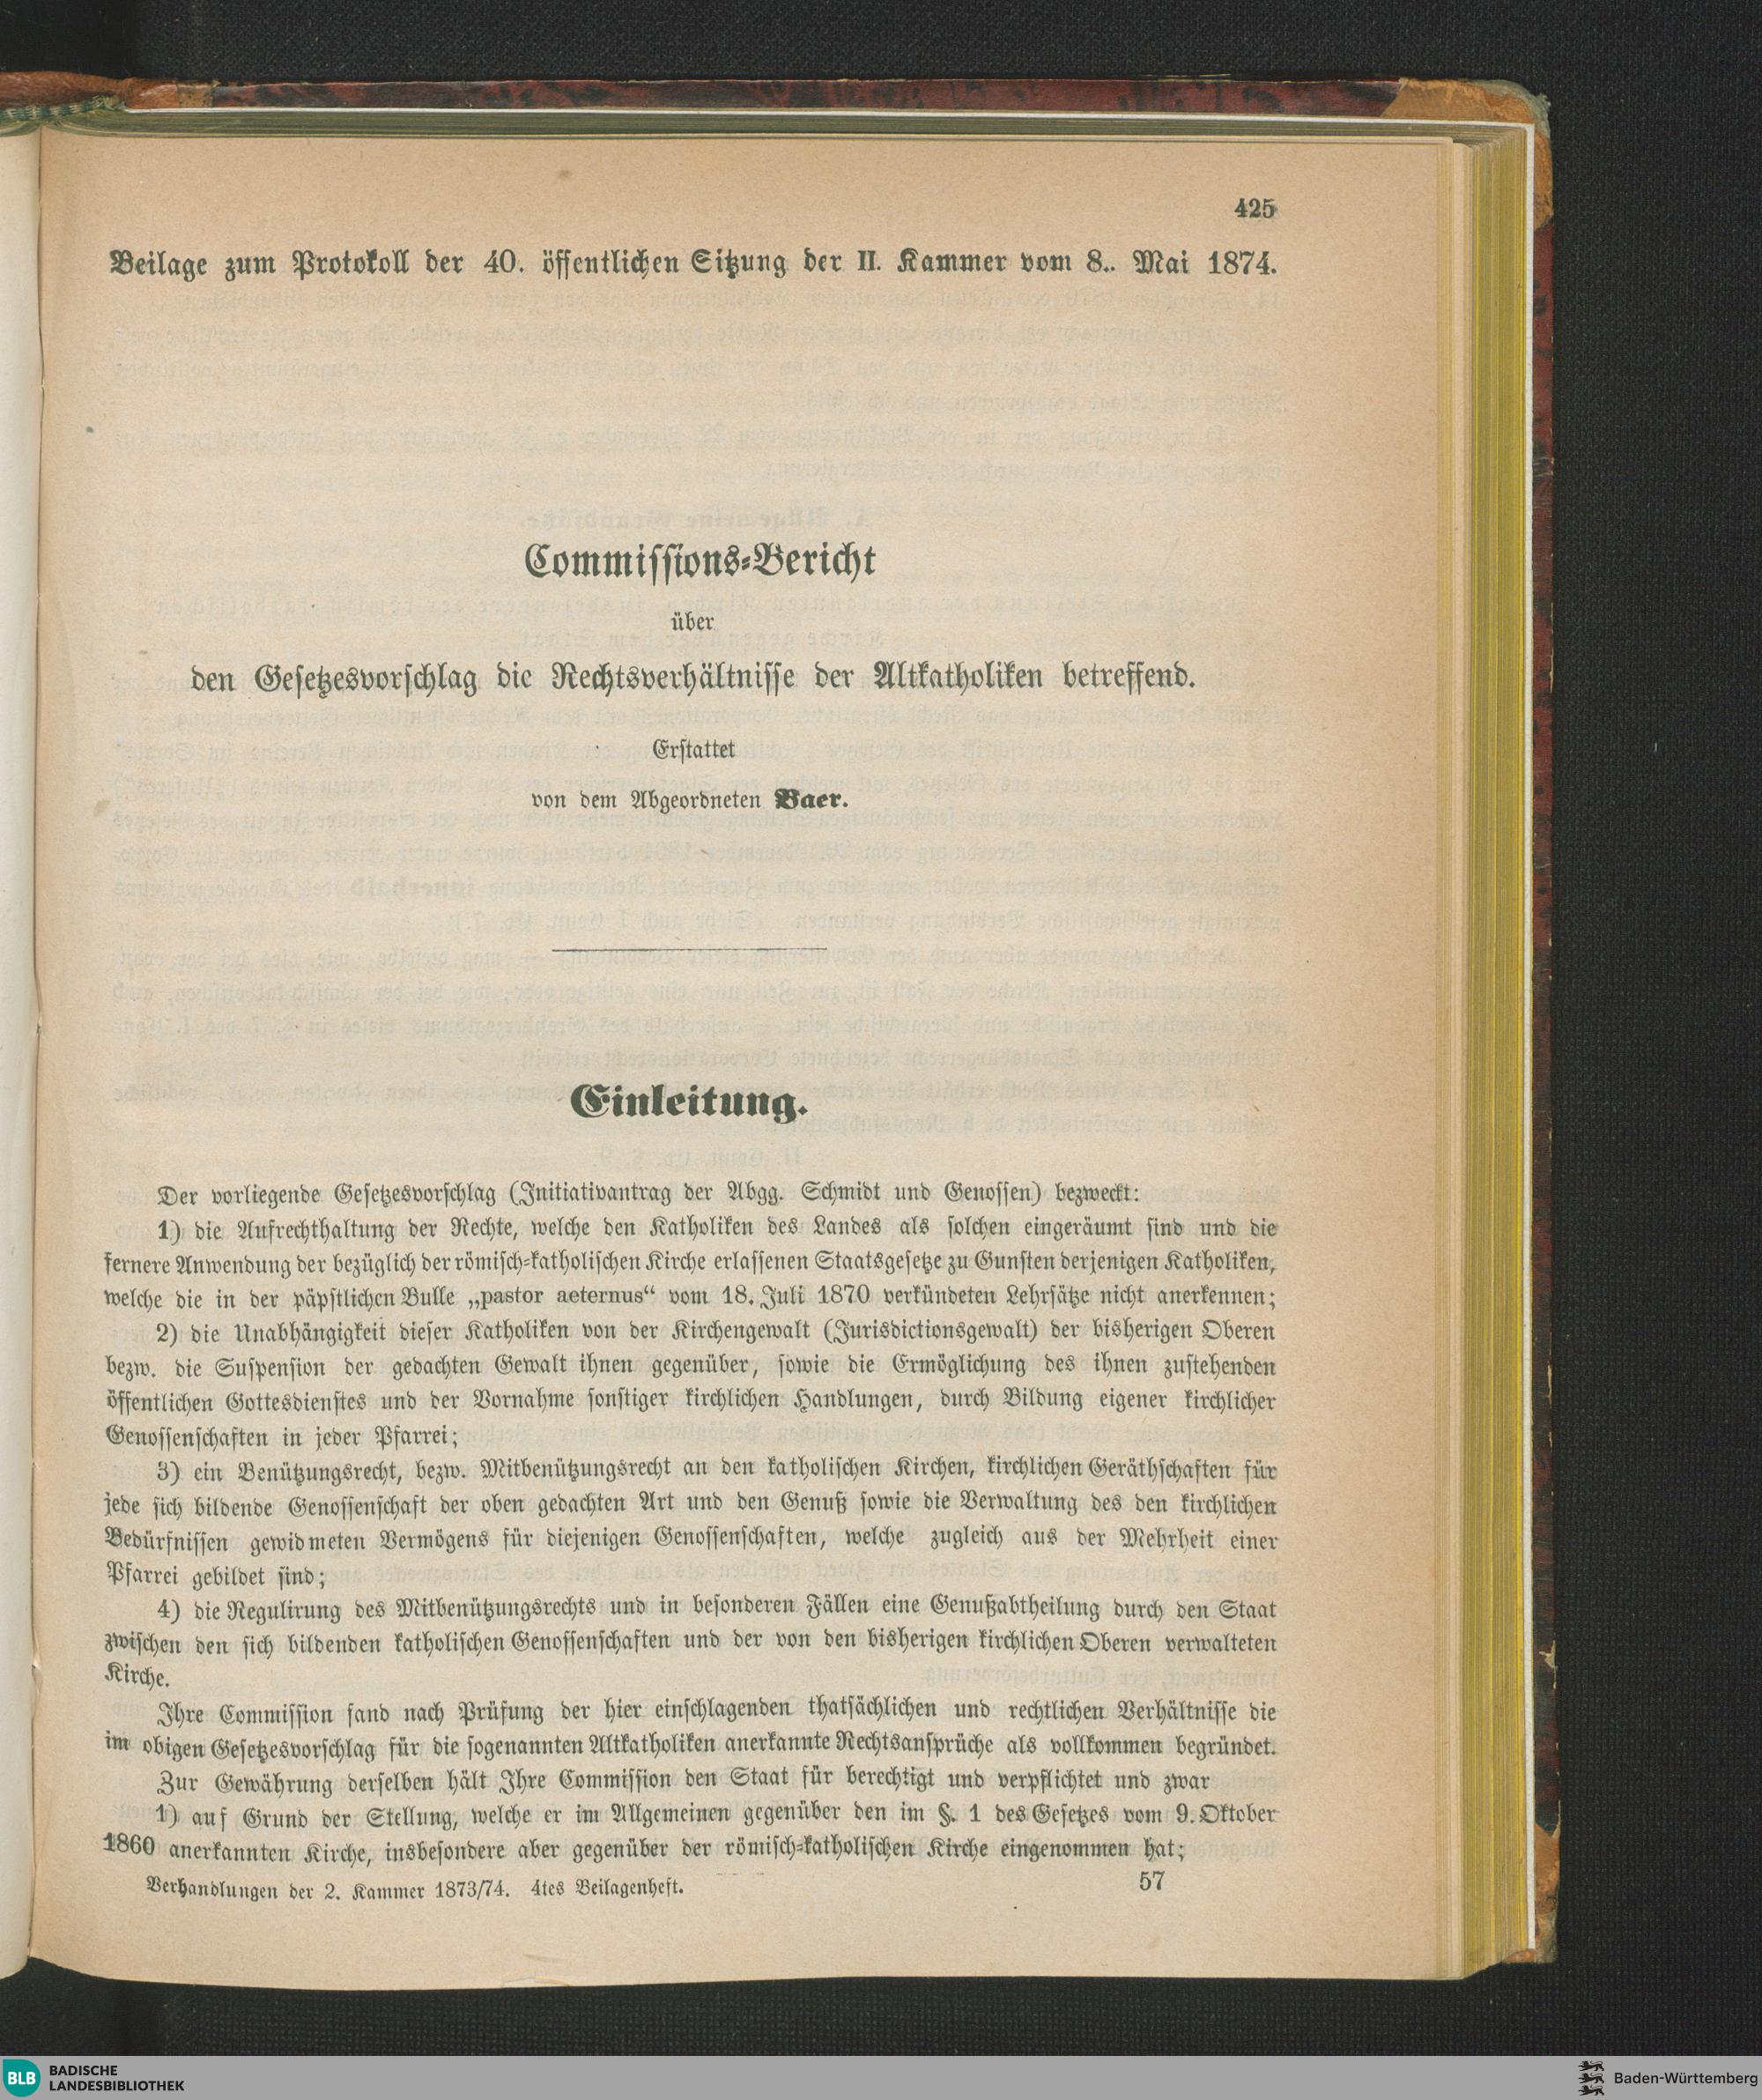 425
Beilage zum Protokoll der 40. öffentlichen Sitzung der II. Kammer vom 8.. Mai 1874.
Commissions-Bericht
über
den Gesetzesvorschlag die Rechtsverhältnisse der Altkatholiken betreffend.
Erstattet
von dem Abgeordneten Baer.
Einleitung.
Der vorliegende Gesetzesvorschlag (Initiativantrag der Abgg. Schmidt und Genossen) bezweckt:
1) die Aufrechthaltung der Rechte, welche den Katholiken des Landes als solchen eingeräumt sind und die
fernere Anwendung der bezüglich der römisch-katholischen Kirche erlassenen Staatsgesetze zu Gunsten derjenigen Katholiken,
welche die in der päpstlichen Bulle „pastor aeternus“ vom 18. Juli 1870 verkündeten Lehrsätze nicht anerkennen;
2) die Unabhängigkeit dieser Katholiken von der Kirchengewalt (Jurisdictionsgewalt) der bisherigen Oberen
bezw. die Suspension der gedachten Gewalt ihnen gegenüber, sowie die Ermöglichung des ihnen zustehenden
öffentlichen Gottesdienstes und der Vornahme sonstiger kirchlichen Handlungen, durch Bildung eigener kirchlicher
Genossenschaften in jeder Pfarrei;
3) ein Benützungsrecht, bezw. Mitbenützungsrecht an den katholischen Kirchen, kirchlichen Geräthschaften für
jede sich bildende Genossenschaft der oben gedachten Art und den Genuß sowie die Verwaltung des den kirchlichen
Bedürfnissen gewidmeten Vermögens für diejenigen Genossenschaften, welche zugleich aus der Mehrheit einer
Pfarrei gebildet sind;
4) die Regulirung des Mitbenützungsrechts und in besonderen Fällen eine Genußabtheilung durch den Staat
zwischen den sich bildenden katholischen Genossenschaften und der von den bisherigen kirchlichen Oberen verwalteten
Kirche.
Ihre Commission fand nach Prüfung der hier einschlagenden thatsächlichen und rechtlichen Verhältnisse die
im obigen Gesetzesvorschlag für die sogenannten Altkatholiken anerkannte Rechtsansprüche als vollkommen begründet.
Zur Gewährung derselben hält Ihre Commission den Staat für berechtigt und verpflichtet und zwar
1) auf Grund der Stellung, welche er im Allgemeinen gegenüber den im §. 1 des Gesetzes vom 9. Oktober
1860 anerkannten Kirche, insbesondere aber gegenüber der römisch-katholischen Kirche eingenommen hat;
Verhandlungen der 2. Kammer 1873/74. 4tes Beilagenheft. 57
BLB BADISCHE
LANDESBIBLIOTHEK
Baden-Württemberg